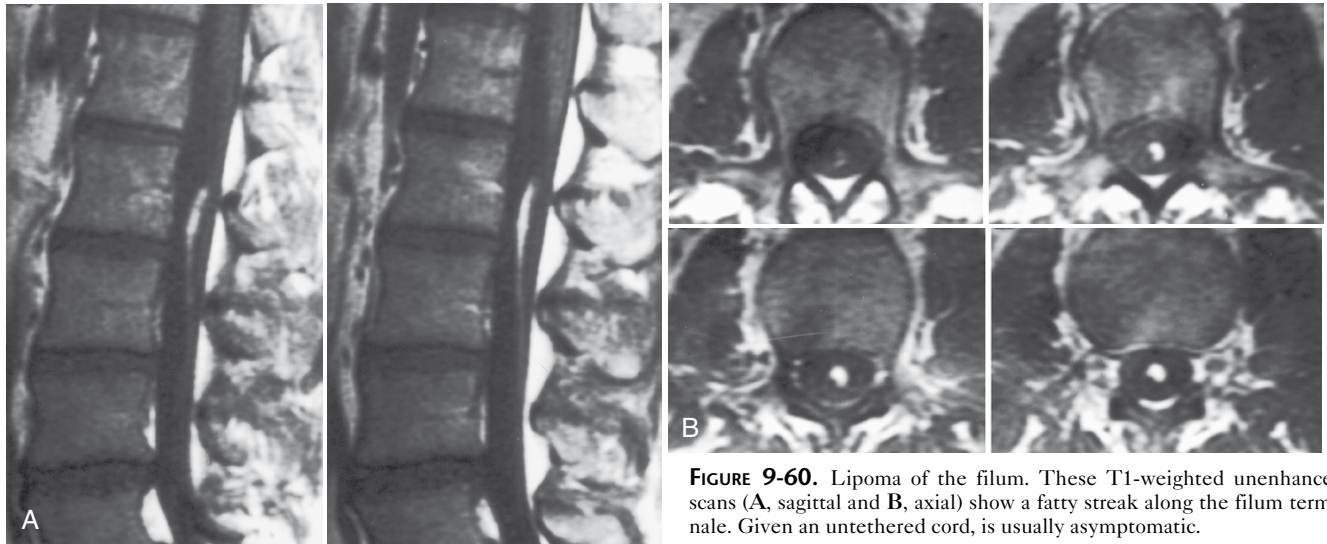 A
B
FIGURE 9-60. Lipoma of the filum. These T1-weighted unenhance
scans (A, sagittal and B, axial) show a fatty streak along the filum term
nale. Given an untethered cord, is usually asymptomatic.